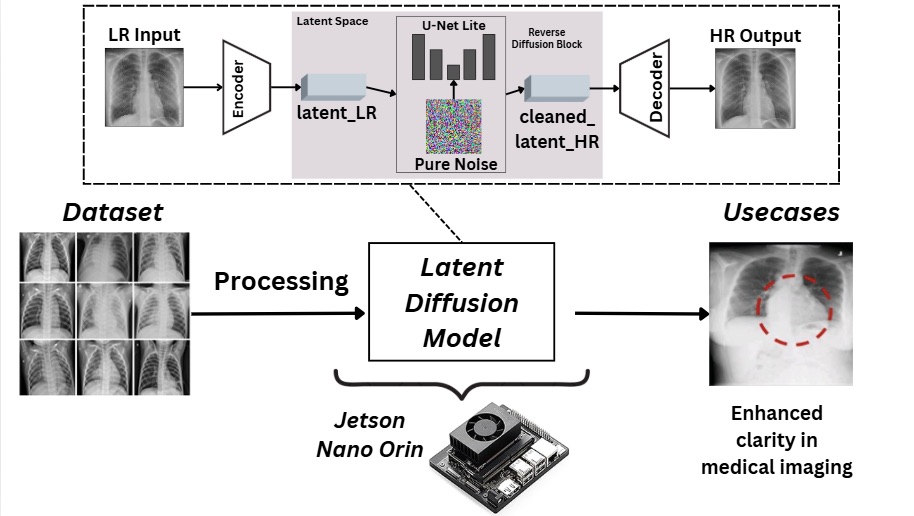 LR Input
Encoder
Latent Space
latent_LR
U-Net Lite
Pure Noise
Reverse
Diffusion Block
cleaned_
latent_HR
Decoder
HR Output
Dataset
Processing
Latent
Diffusion
Model
Jetson
Nano Orin
Usecases
Enhanced
clarity in
medical imaging